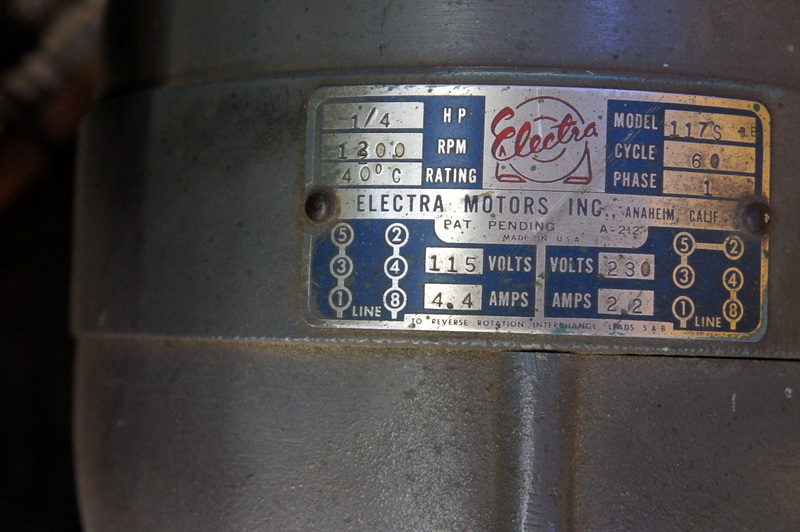 1/4 HP Electra MODEL 117S
1200 RPM CYCLE 60
40°C RATING PHASE 1
ELECTRA MOTORS INC., ANAHEIM, CALIF.
PAT. PENDING A-212
MADE IN U.S.A.
5 2 5 2
3 4 115 VOLTS VOLTS 230 3 4
1 8 4.4 AMPS AMPS 2.2 1 8
LINE LINE
TO REVERSE ROTATION INTERCHANGE LEADS 5 & 8